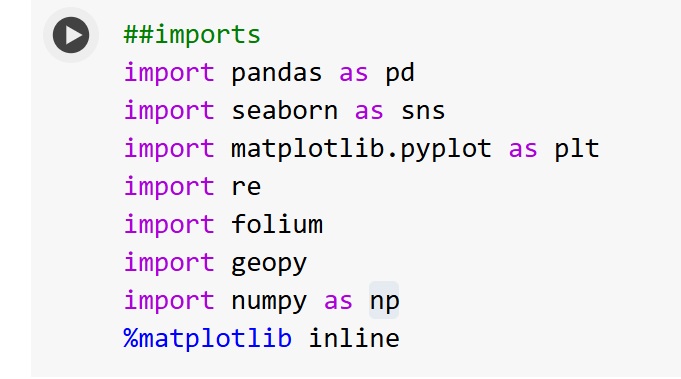 ##imports
import pandas as pd
import seaborn as sns
import matplotlib.pyplot as plt
import re
import folium
import geopy
import numpy as np
%matplotlib inline